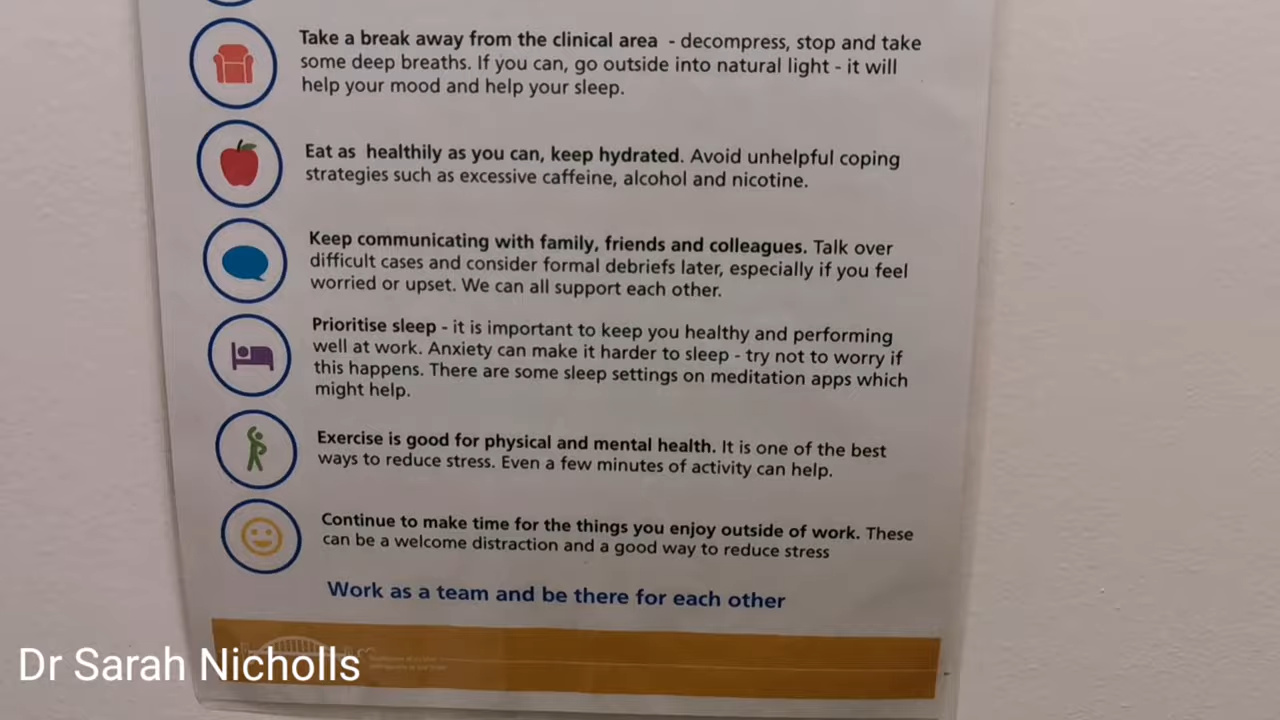 Take a break away from the clinical area - decompress, stop and take
some deep breaths. If you can, go outside into natural light - it will
help your mood and help your sleep.
Eat as healthily as you can, keep hydrated. Avoid unhelpful coping
strategies such as excessive caffeine, alcohol and nicotine.
Keep communicating with family, friends and colleagues. Talk over
difficult cases and consider formal debriefs later, especially if you feel
worried or upset. We can all support each other.
Prioritise sleep - it is important to keep you healthy and performing
well at work. Anxiety can make it harder to sleep - try not to worry if
this happens. There are some sleep settings on meditation apps which
might help.
Exercise is good for physical and mental health. It is one of the best
ways to reduce stress. Even a few minutes of activity can help.
Continue to make time for the things you enjoy outside of work. These
can be a welcome distraction and a good way to reduce stress
Work as a team and be there for each other
Dr Sarah Nicholls